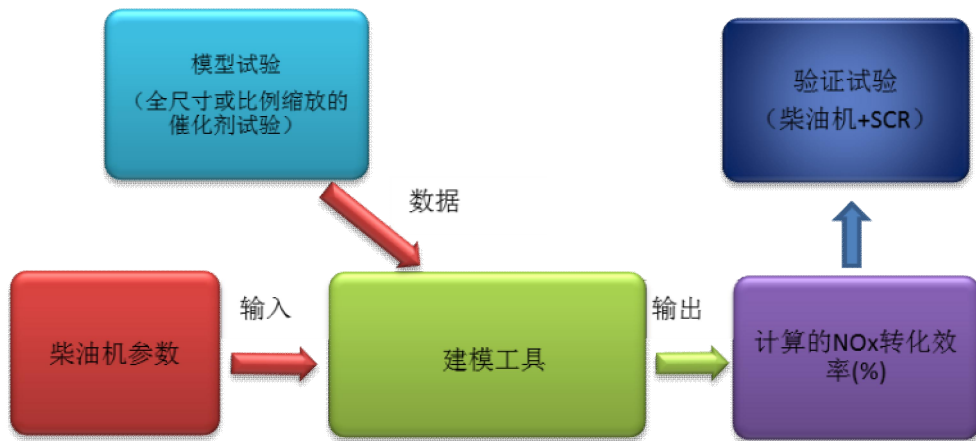 模型试验
（全尺寸或比例缩放的
催化剂试验）
验证试验
（柴油机+SCR）
数据
柴油机参数
输入
建模工具
输出
计算的NOx转化效
率(%)